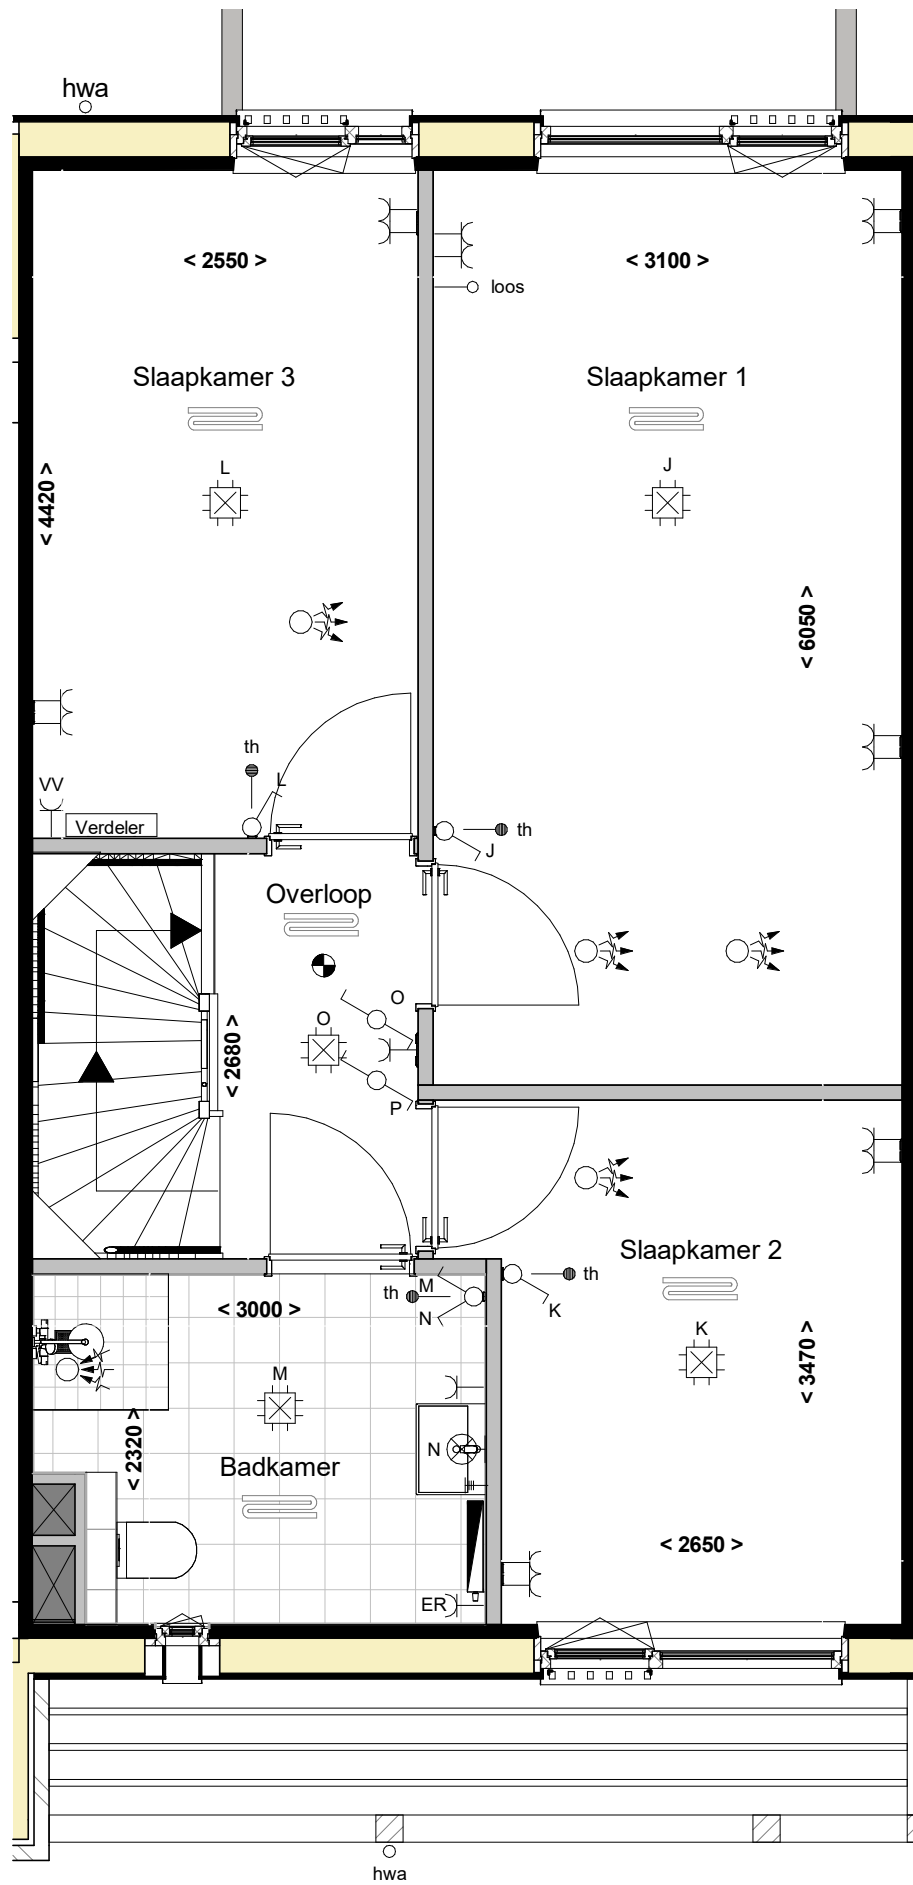 hwa
< 2550 >
< 3100 >
loos
Slaapkamer 3
Slaapkamer 1
L
J
< 4420 >
< 6050 >
th
L
VV
Verdeler
th
J
Overloop
O
O
< 2680 >
P
Slaapkamer 2
th
M
th
< 3000 >
N
K
M
K
< 3470 >
< 2320 >
N
Badkamer
< 2650 >
ER
hwa